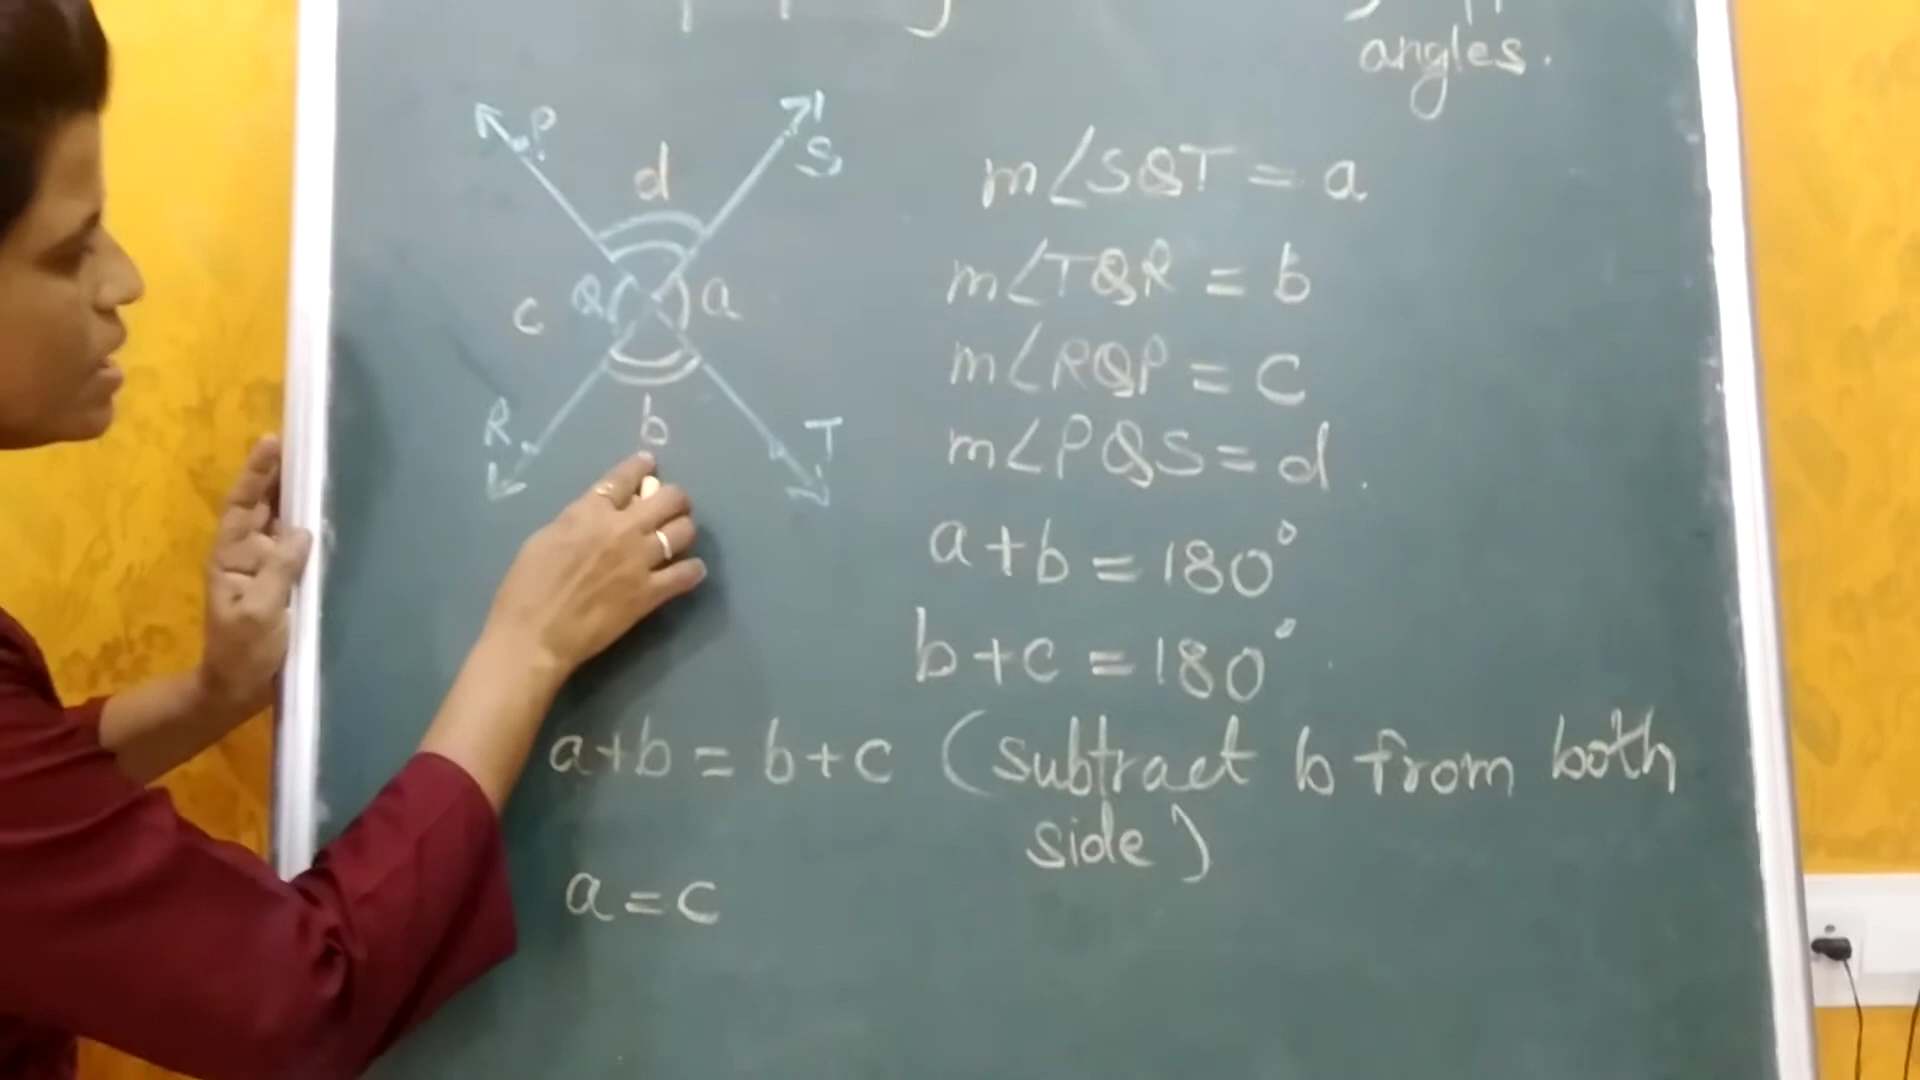 angles.
P
S
d
m∠SQT = a
m∠TQR = b
c Q a
m∠RQP = c
R b T
m∠PQS = d.
a+b = 180°
b+c = 180°
a+b = b+c (subtract b from both
side)
a = c